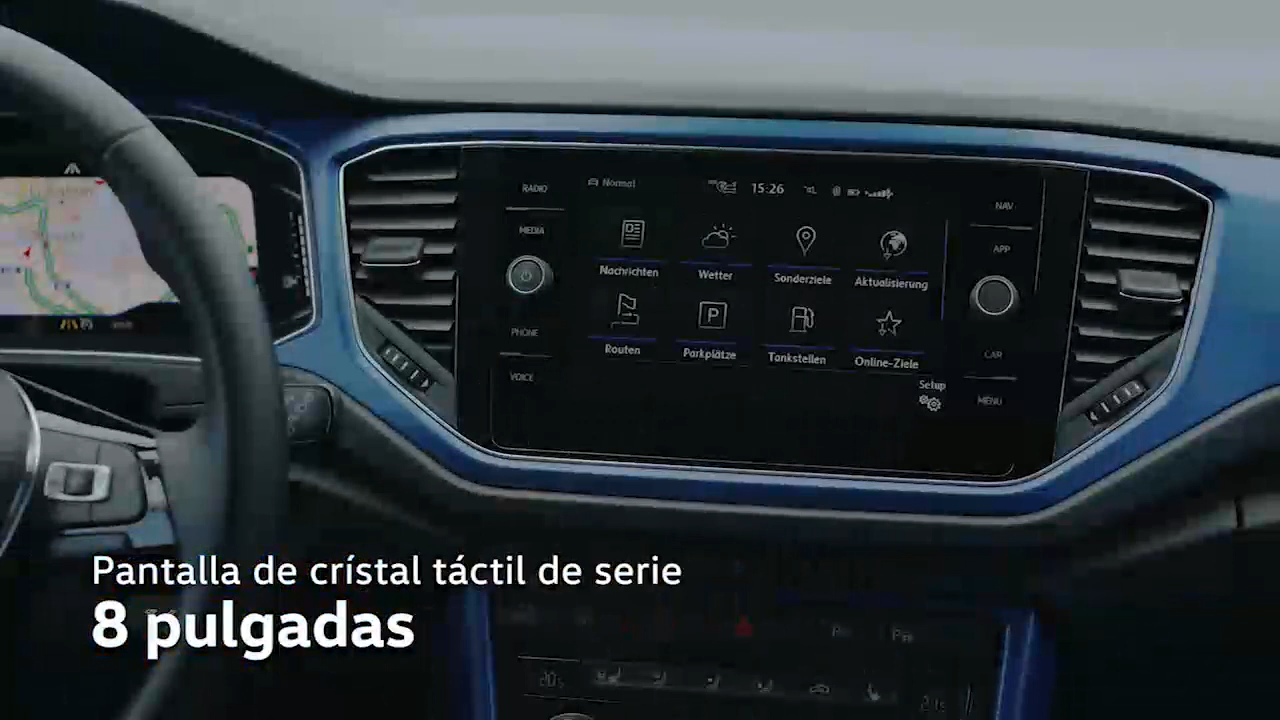 RADIO
MEDIA
PHONE
VOICE
Normal
15:26
Nachrichten
Wetter
Sonderziele
Aktualisierung
Routen
P
Parkplätze
Tankstellen
Online-Ziele
Setup
NAV
APP
CAR
MENU
Pantalla de crístal táctil de serie
8 pulgadas